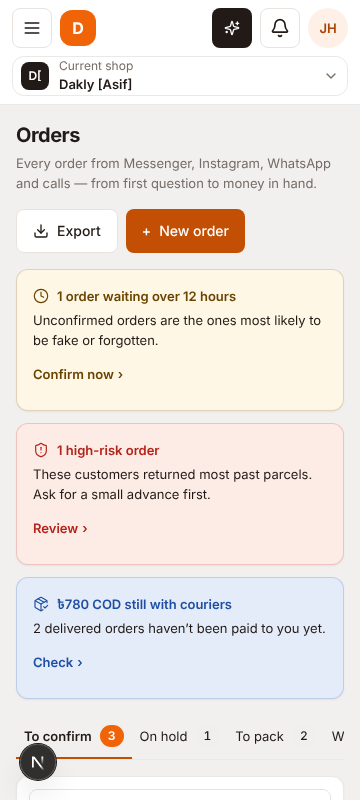 D
JH
D[
Current shop
Dakly [Asif]
Orders
Every order from Messenger, Instagram, WhatsApp
and calls — from first question to money in hand.
Export
+ New order
1 order waiting over 12 hours
Unconfirmed orders are the ones most likely to
be fake or forgotten.
Confirm now ›
1 high-risk order
These customers returned most past parcels.
Ask for a small advance first.
Review ›
৳780 COD still with couriers
2 delivered orders haven’t been paid to you yet.
Check ›
To confirm 3 On hold 1 To pack 2 W
N